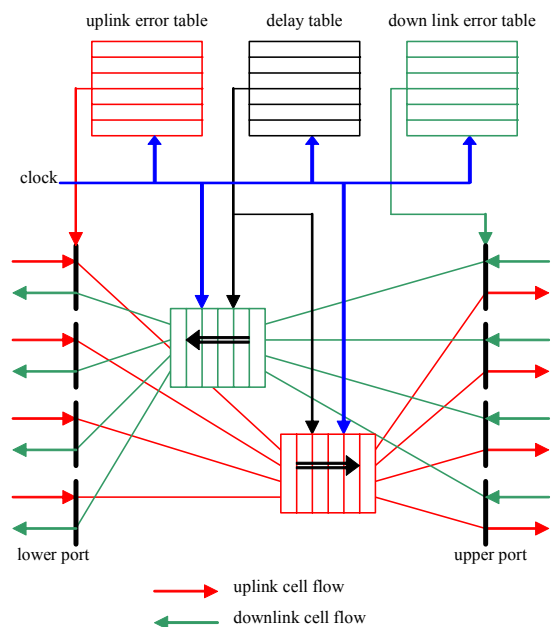 uplink error table
delay table
down link error table
clock
lower port
upper port
uplink cell flow
downlink cell flow